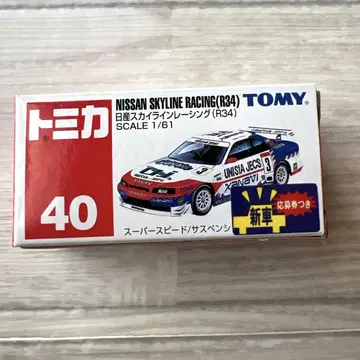 トミカ
40
NISSAN SKYLINE RACING(R34)
TOMY
日産スカイラインレーシング(R34)
SCALE 1/61
UNISIA JECS
3
XANAVI
新車
応募券つき
スーパースピード/サスペンシ